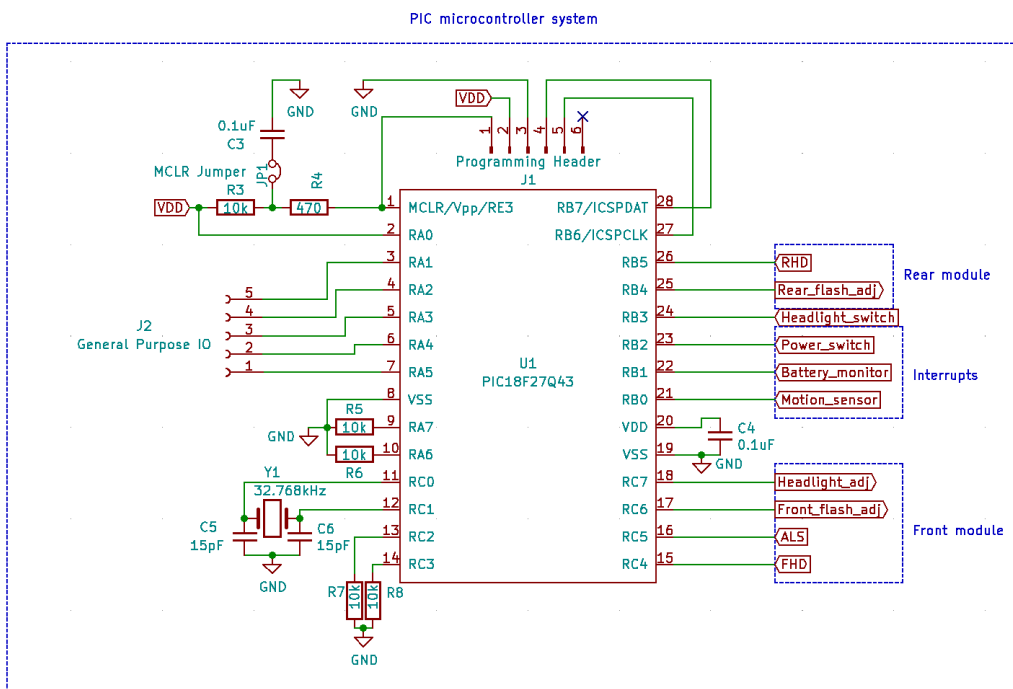 PIC microcontroller system
GND
GND
VDD
1
2
3
4
5
6
0.1uF
C3
Programming Header
J1
MCLR Jumper
JP1
R3
R4
VDD
10k
470
1
MCLR/Vpp/RE3
RB7/ICSPDAT
28
2
RA0
RB6/ICSPCLK
27
3
RA1
RB5
26
RHD
Rear module
4
RA2
RB4
25
Rear_flash_adj
5
4
3
2
1
J2
General Purpose IO
5
RA3
RB3
24
Headlight_switch
6
RA4
RB2
23
Power_switch
U1
PIC18F27Q43
7
RA5
RB1
22
Battery_monitor
Interrupts
8
VSS
RB0
21
Motion_sensor
R5
10k
GND
9
RA7
VDD
20
C4
0.1uF
10k
R6
10
RA6
VSS
19
GND
Y1
32.768kHz
11
RC0
RC7
18
Headlight_adj
12
RC1
RC6
17
Front_flash_adj
Front module
C5
15pF
C6
15pF
13
RC2
RC5
16
ALS
14
RC3
RC4
15
FHD
GND
R7
10k
10k
R8
GND